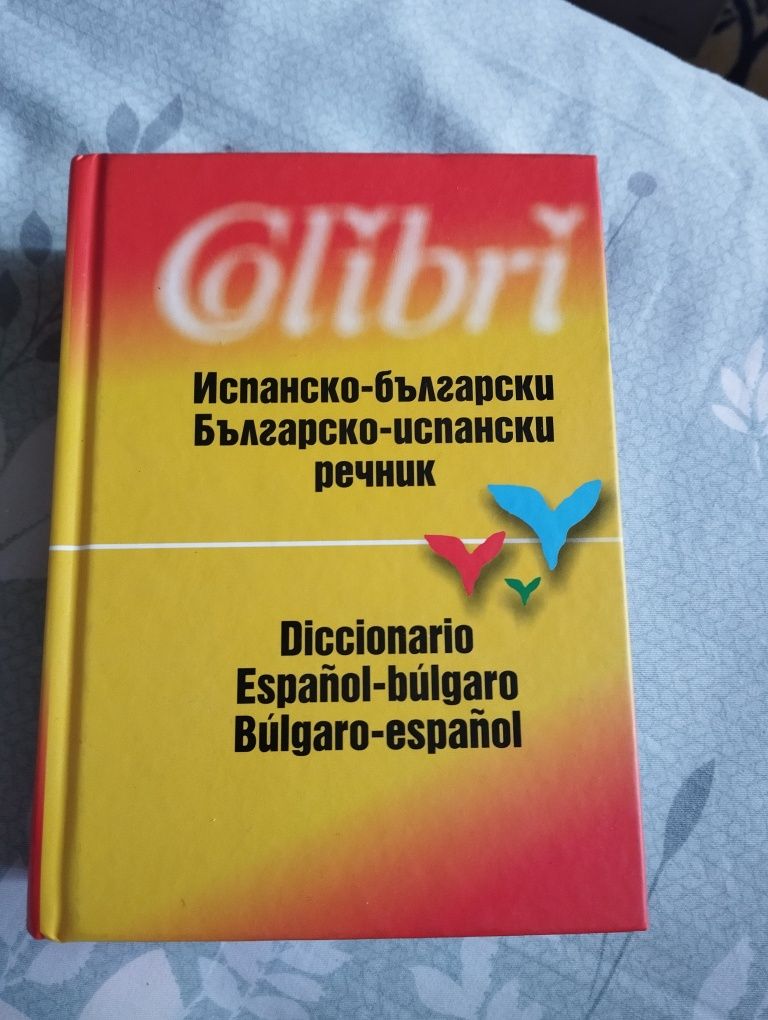 Colibri
Испанско-български
Българско-испански
речник
Diccionario
Español-búlgaro
Búlgaro-español